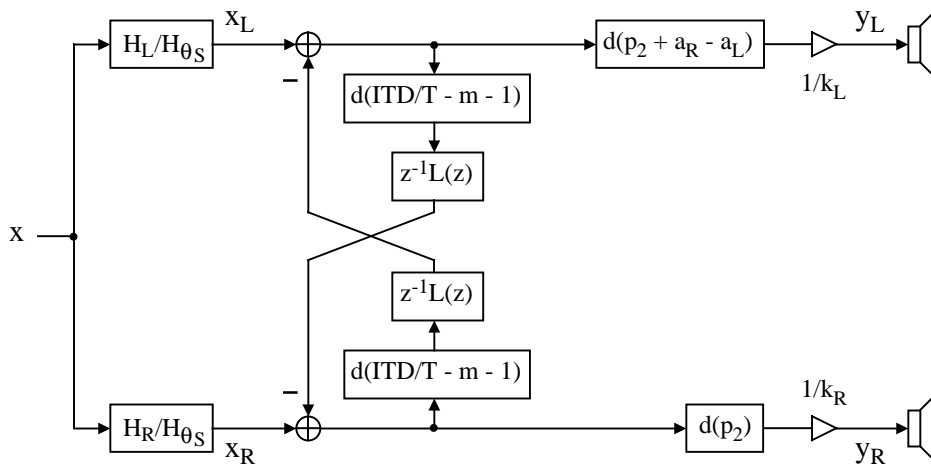 H_L/H_θS
x_L
d(p_2 + a_R - a_L)
y_L
1/k_L
−
d(ITD/T - m - 1)
z^-1L(z)
x
z^-1L(z)
d(ITD/T - m - 1)
−
1/k_R
H_R/H_θS
x_R
d(p_2)
y_R